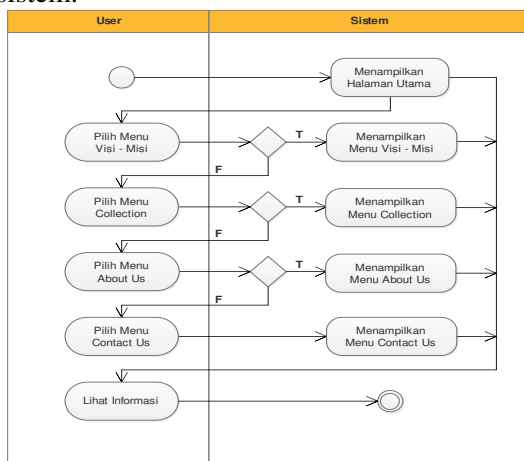 sistem.
User
Sistem
Menampilkan
Halaman Utama
Pilih Menu
Visi - Misi
T
Menampilkan
Menu Visi - Misi
F
Pilih Menu
Collection
T
Menampilkan
Menu Collection
F
Pilih Menu
About Us
T
Menampilkan
Menu About Us
F
Pilih Menu
Contact Us
Menampilkan
Menu Contact Us
Lihat Informasi